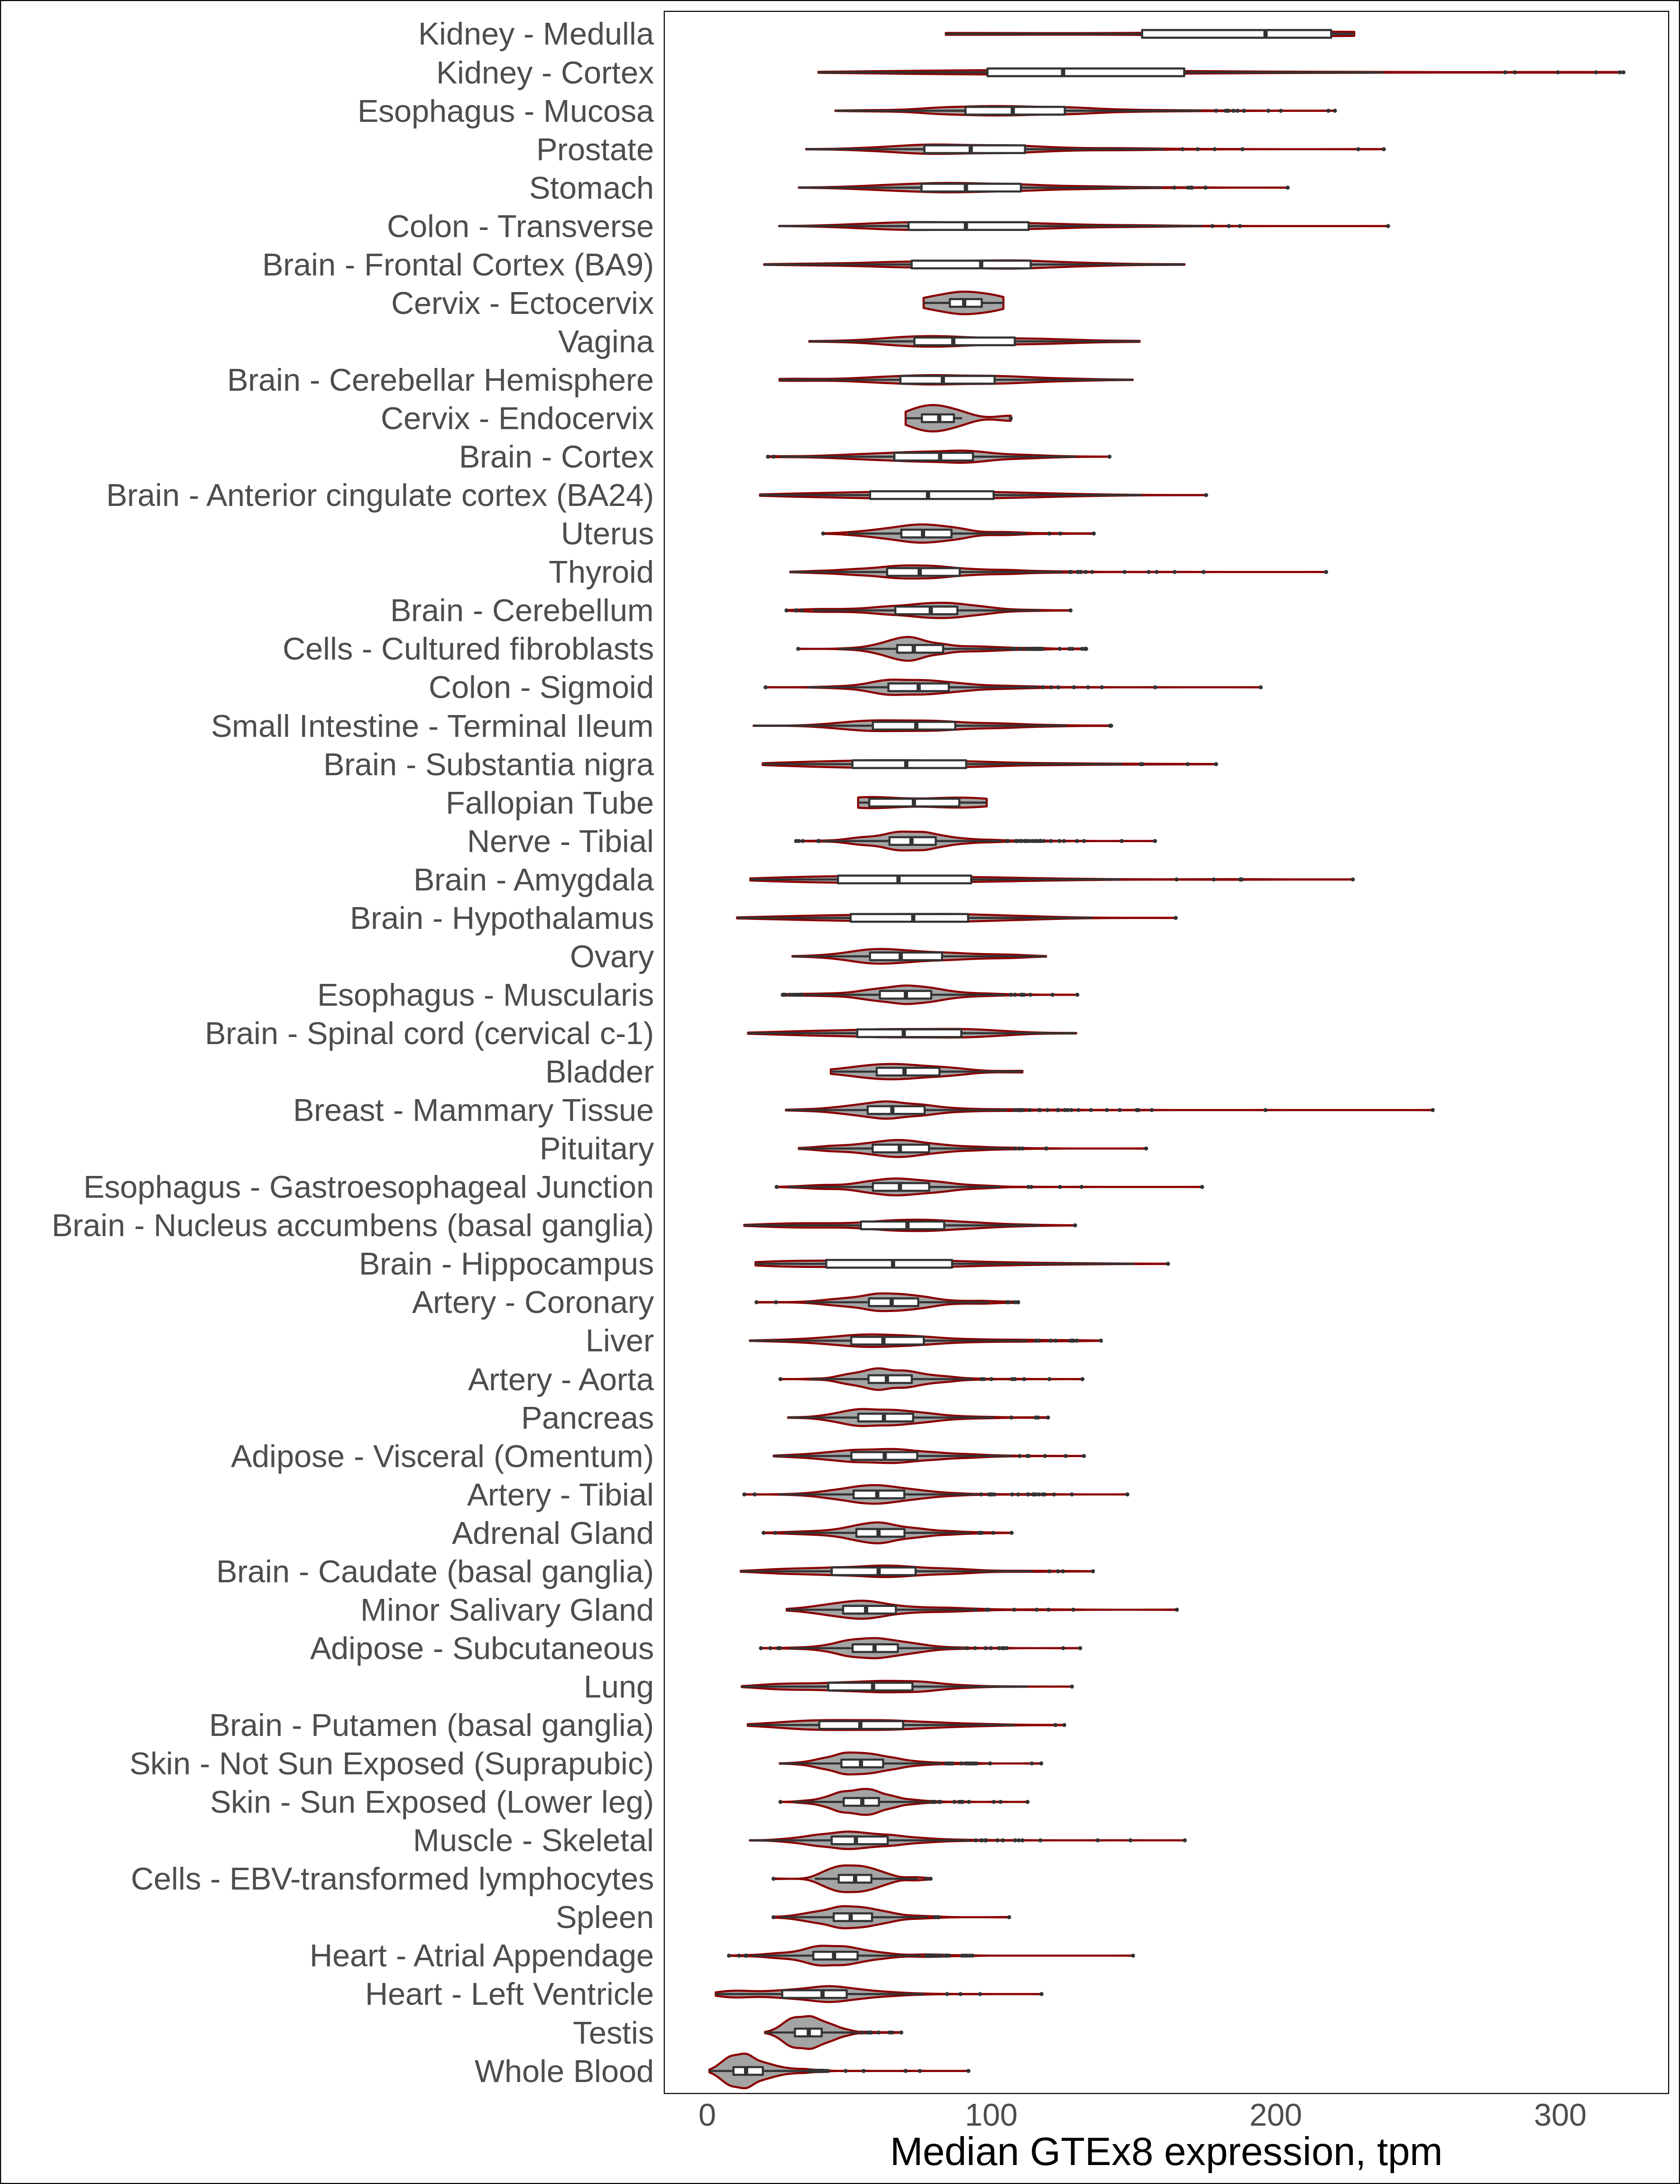 Kidney - Medulla
Kidney - Cortex
Esophagus - Mucosa
Prostate
Stomach
Colon - Transverse
Brain - Frontal Cortex (BA9)
Cervix - Ectocervix
Vagina
Brain - Cerebellar Hemisphere
Cervix - Endocervix
Brain - Cortex
Brain - Anterior cingulate cortex (BA24)
Uterus
Thyroid
Brain - Cerebellum
Cells - Cultured fibroblasts
Colon - Sigmoid
Small Intestine - Terminal Ileum
Brain - Substantia nigra
Fallopian Tube
Nerve - Tibial
Brain - Amygdala
Brain - Hypothalamus
Ovary
Esophagus - Muscularis
Brain - Spinal cord (cervical c-1)
Bladder
Breast - Mammary Tissue
Pituitary
Esophagus - Gastroesophageal Junction
Brain - Nucleus accumbens (basal ganglia)
Brain - Hippocampus
Artery - Coronary
Liver
Artery - Aorta
Pancreas
Adipose - Visceral (Omentum)
Artery - Tibial
Adrenal Gland
Brain - Caudate (basal ganglia)
Minor Salivary Gland
Adipose - Subcutaneous
Lung
Brain - Putamen (basal ganglia)
Skin - Not Sun Exposed (Suprapubic)
Skin - Sun Exposed (Lower leg)
Muscle - Skeletal
Cells - EBV-transformed lymphocytes
Spleen
Heart - Atrial Appendage
Heart - Left Ventricle
Testis
Whole Blood
0 100 200 300
Median GTEx8 expression, tpm